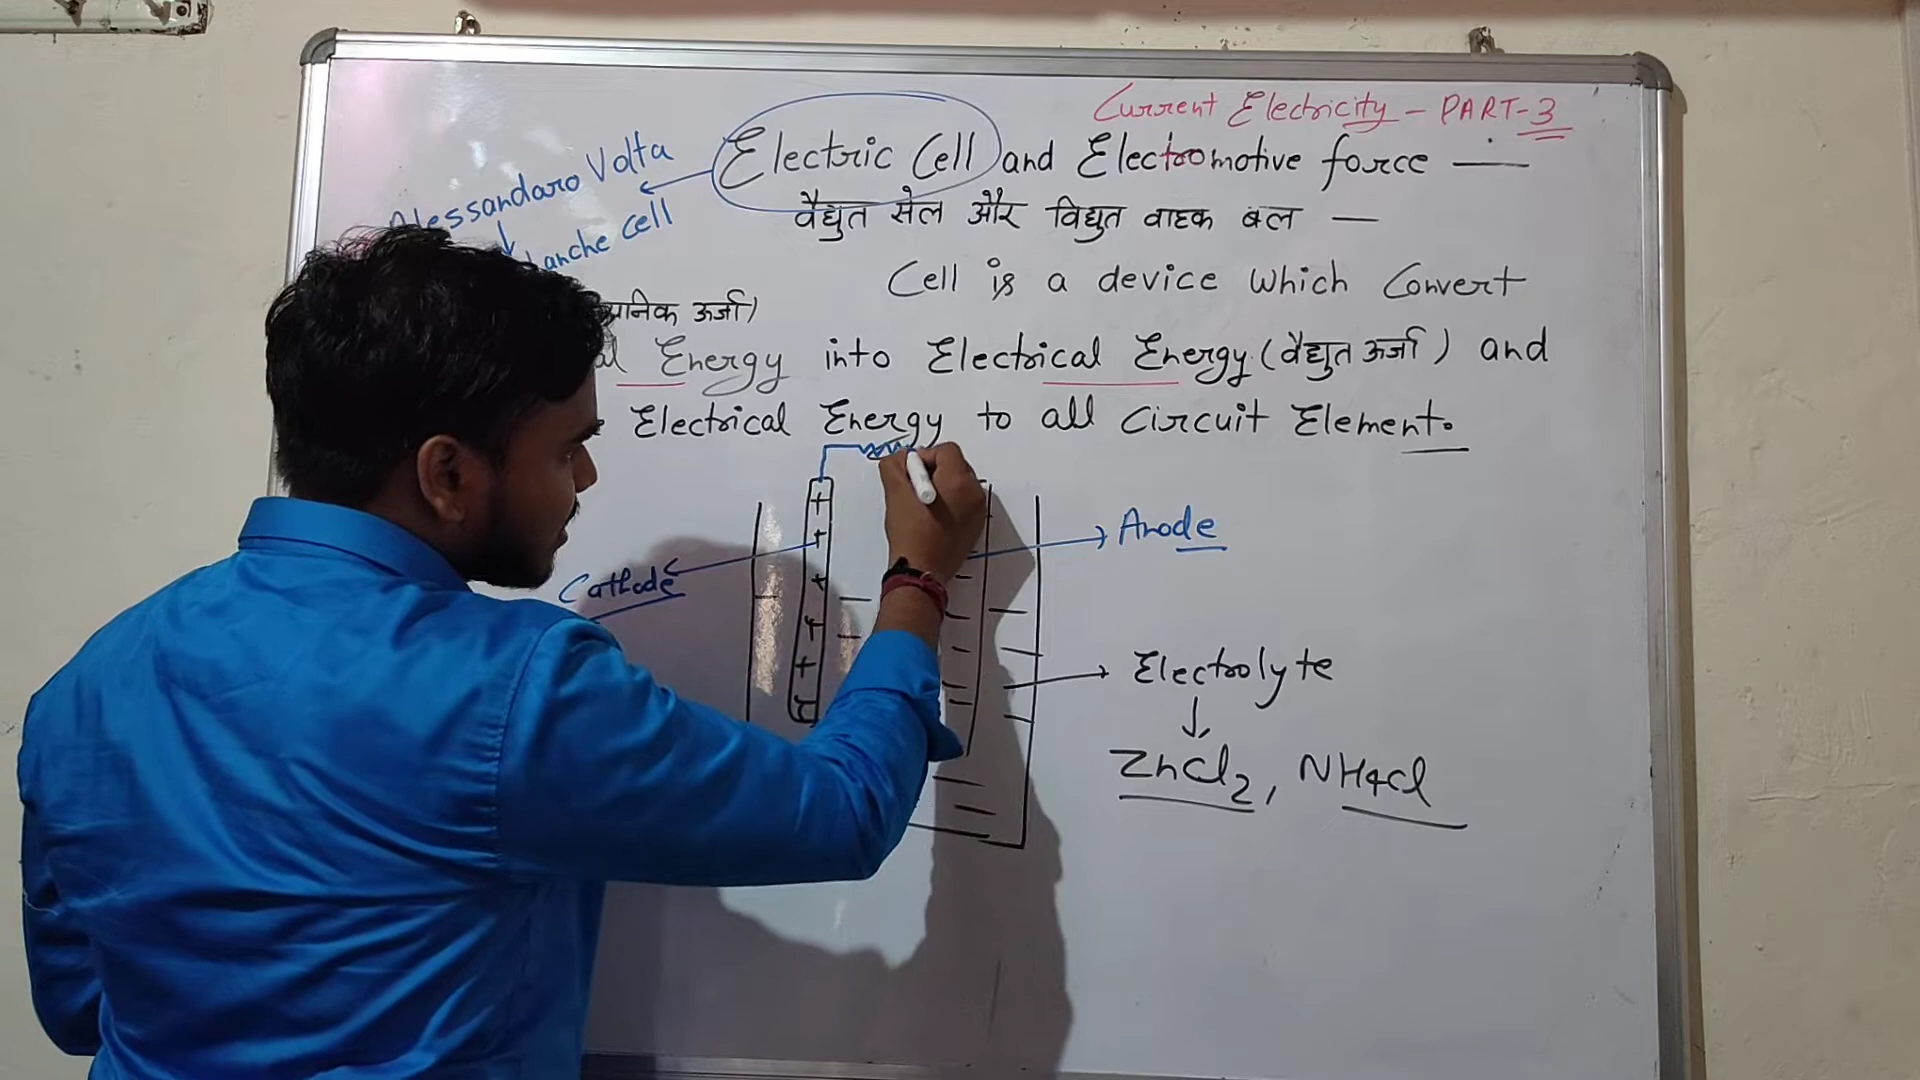 Current Electricity - PART-3
Electric Cell and Electromotive force —
वैद्युत सेल और विद्युत वाहक बल —
Alessandaro Volta
cell
Cell is a device which Convert
ऊर्जा)
Energy into Electrical Energy (वैद्युत ऊर्जा) and
Electrical Energy to all Circuit Element.
Anode
Cathode
Electrolyte
ZnCl2, NH4Cl